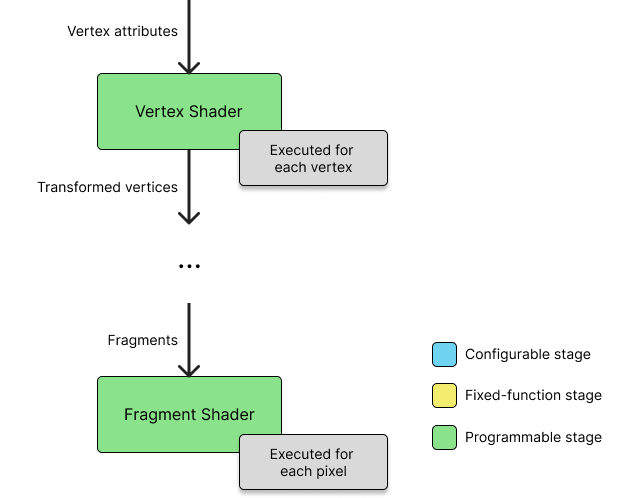 Vertex attributes
Vertex Shader
Executed for
each vertex
Transformed vertices
...
Fragments
Fragment Shader
Executed for
each pixel
Configurable stage
Fixed-function stage
Programmable stage